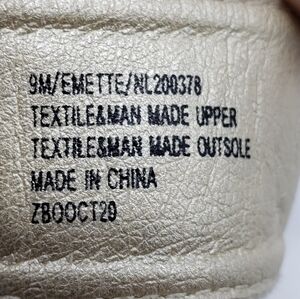 9M/EMETTE/NL200378
TEXTILE&MAN MADE UPPER
TEXTILE&MAN MADE OUTSOLE
MADE IN CHINA
ZBOOCT20